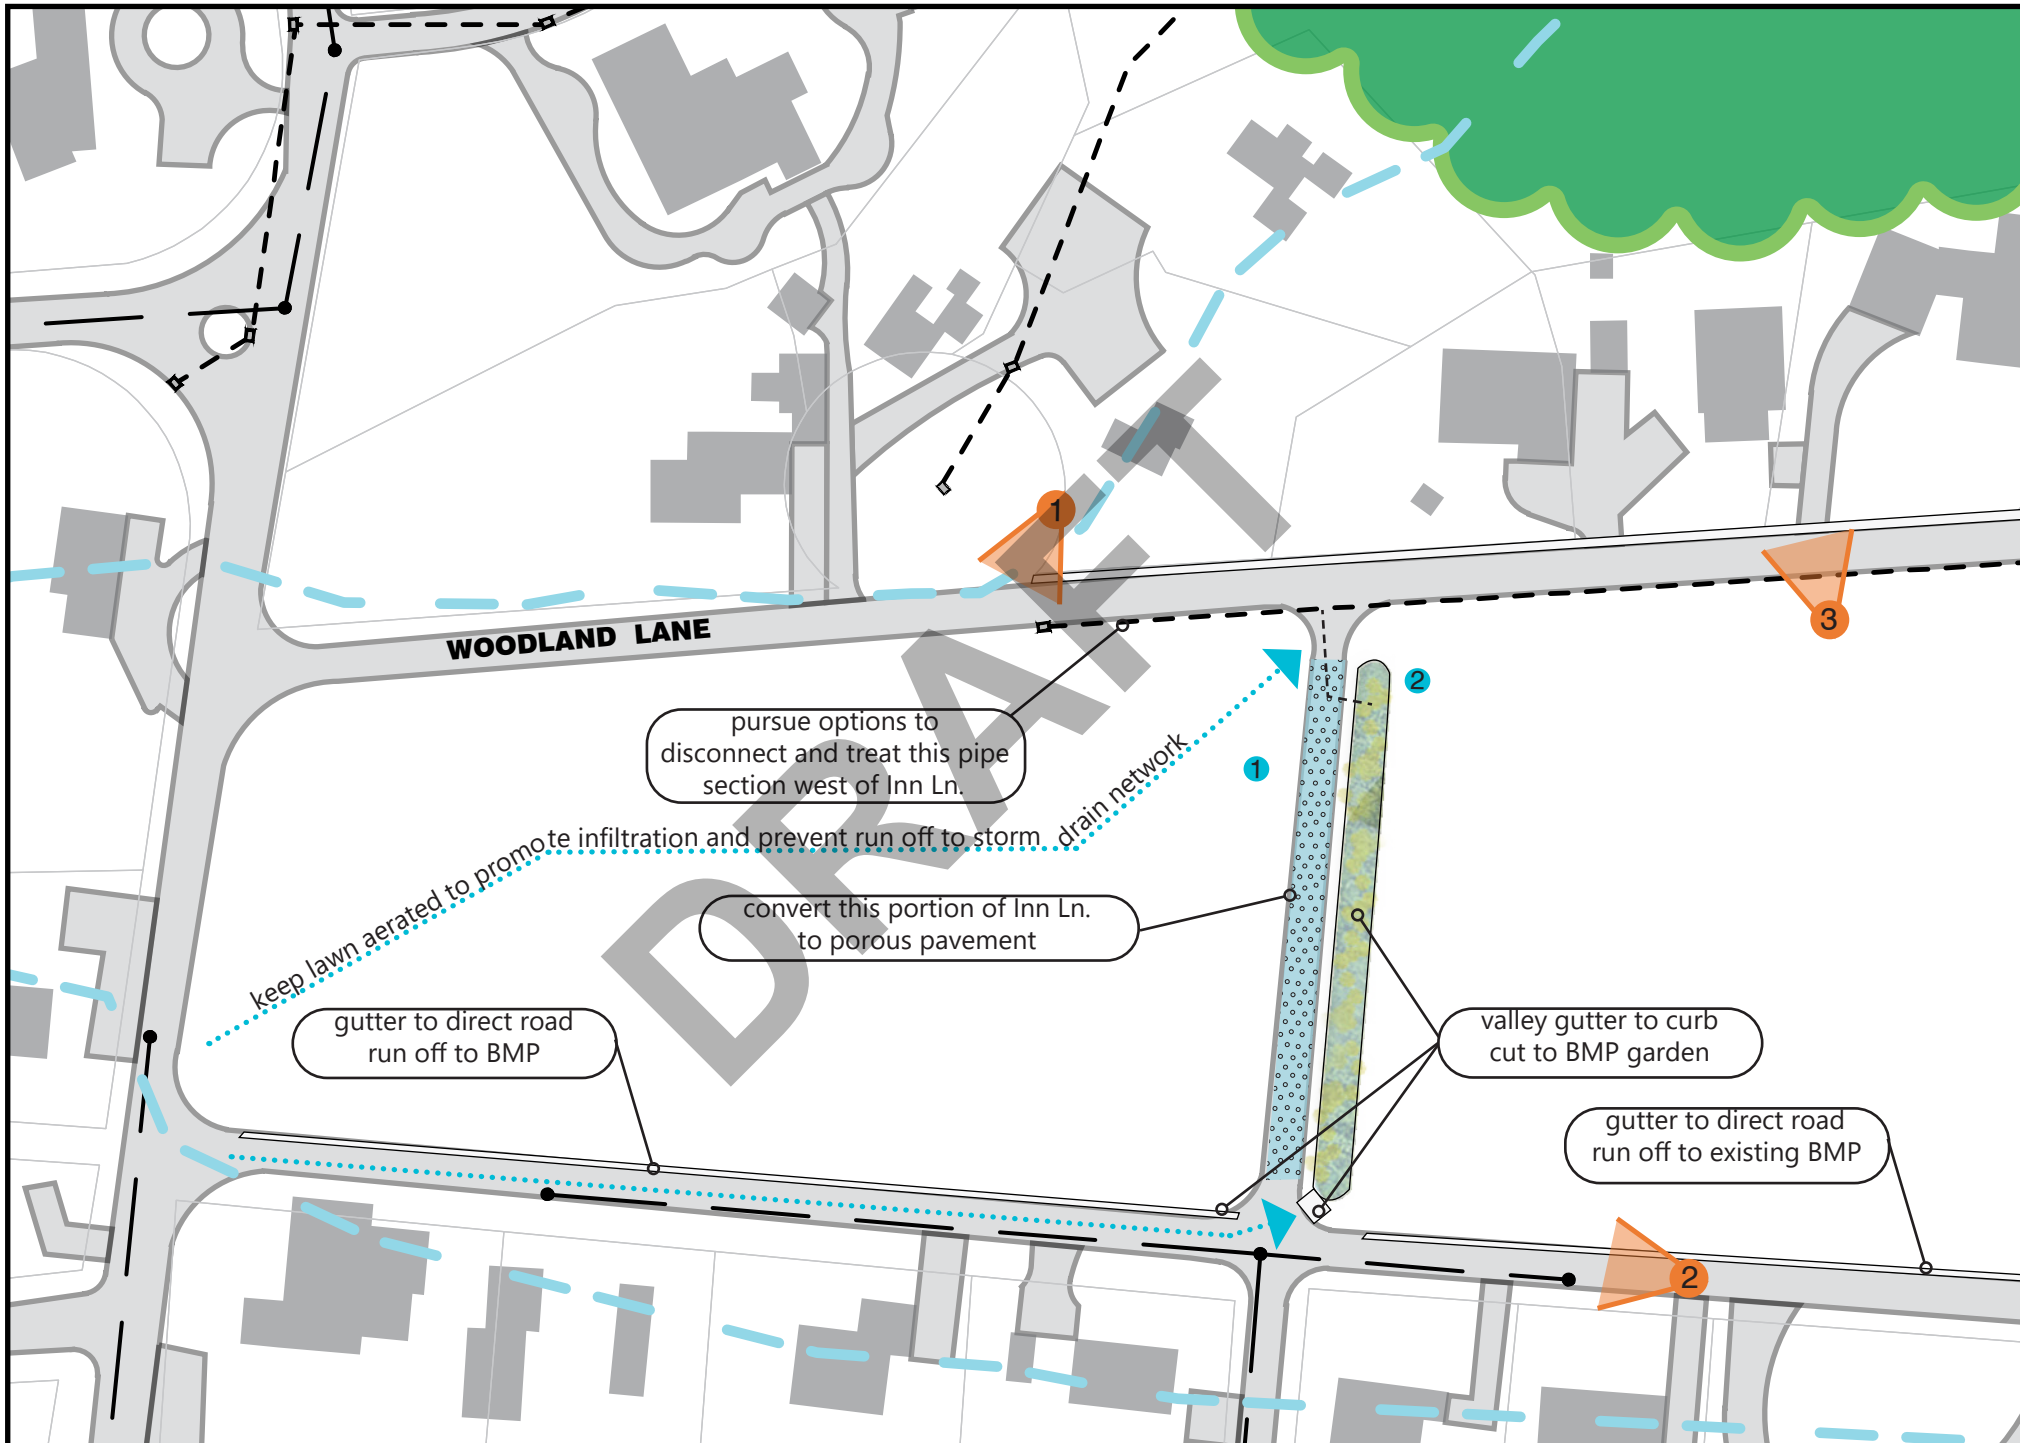 1
3
WOODLAND LANE
2
pursue options to
disconnect and treat this pipe
section west of Inn Ln.
1
keep lawn aerated to promote infiltration and prevent run off to storm drain network
convert this portion of Inn Ln.
to porous pavement
gutter to direct road
run off to BMP
valley gutter to curb
cut to BMP garden
gutter to direct road
run off to existing BMP
2
DRAFT